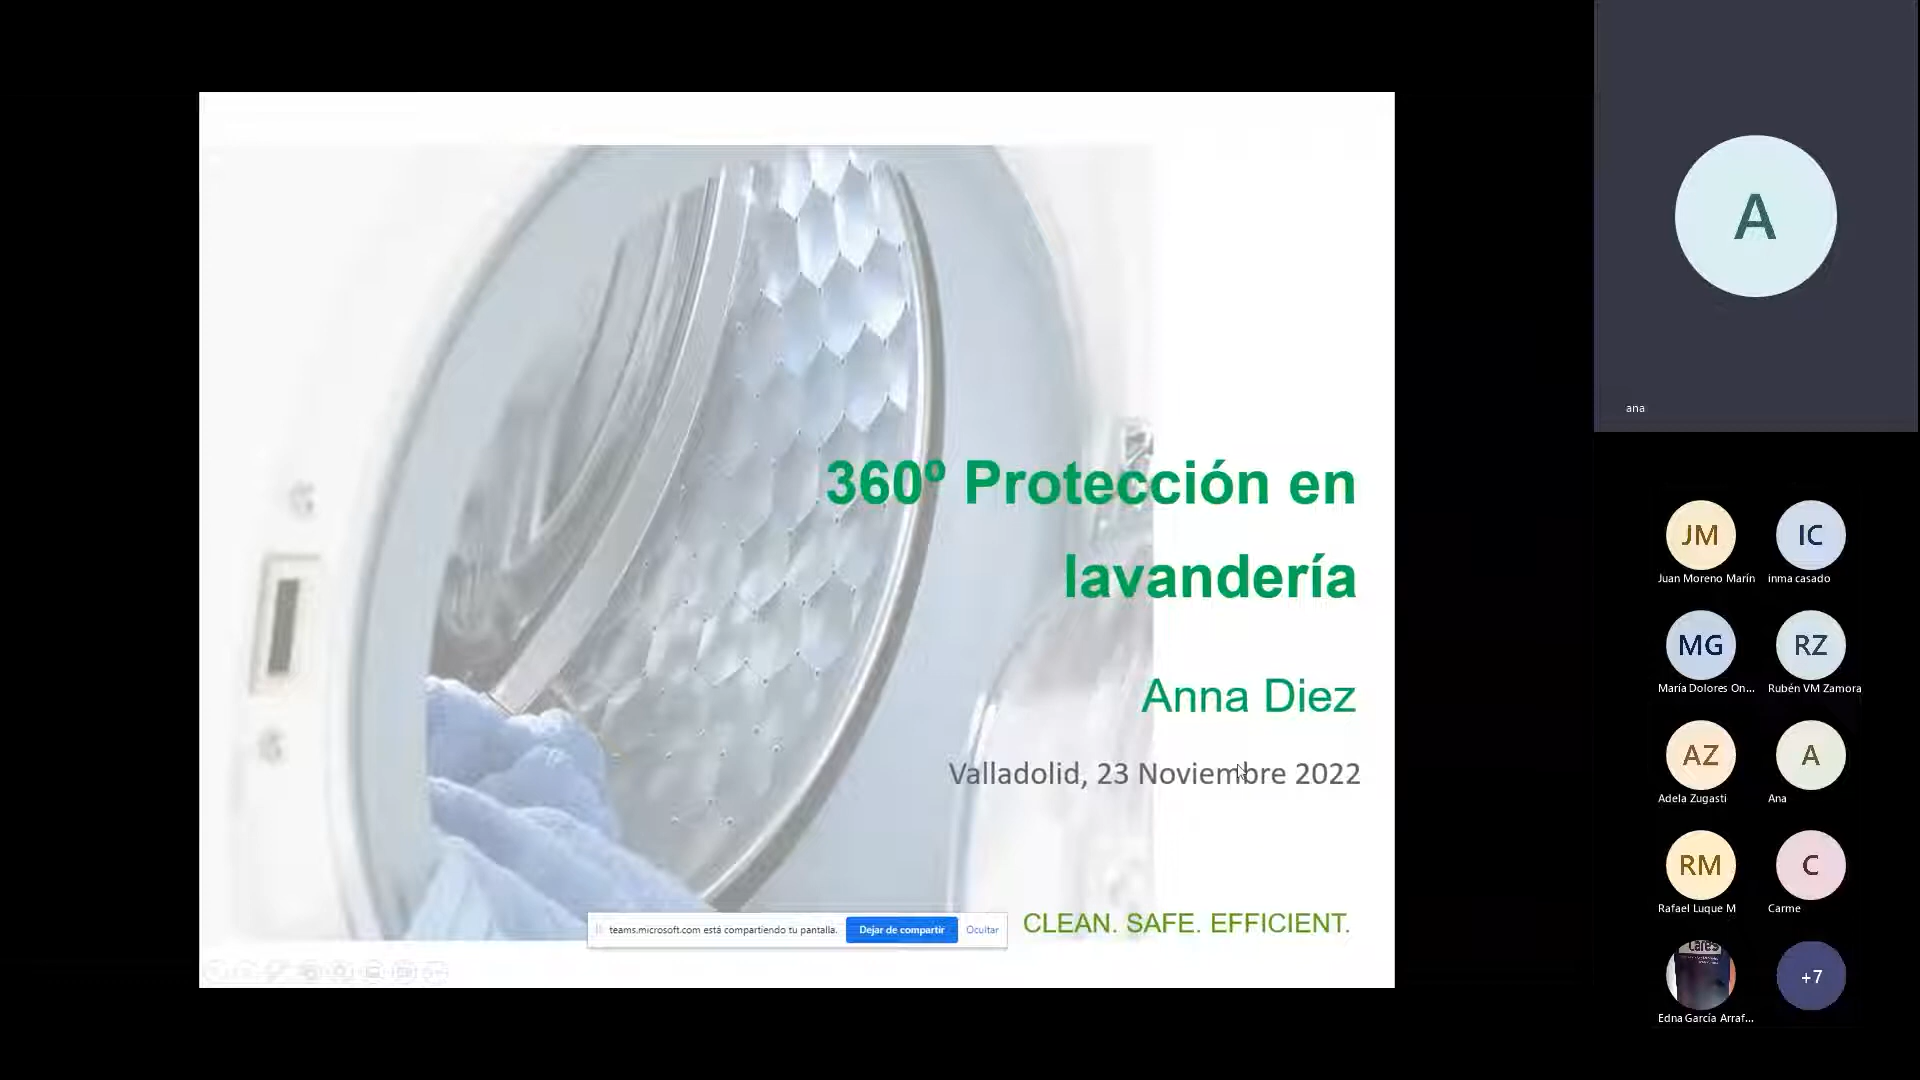 360º Protección en
lavandería
Anna Diez
Valladolid, 23 Noviembre 2022
CLEAN. SAFE. EFFICIENT.
teams.microsoft.com está compartiendo tu pantalla.
Dejar de compartir
Ocultar
A
ana
JM
Juan Moreno Marín
IC
inma casado
MG
María Dolores On...
RZ
Rubén VM Zamora
AZ
Adela Zugasti
A
Ana
RM
Rafael Luque M
C
Carme
Edna García Arraf...
+7